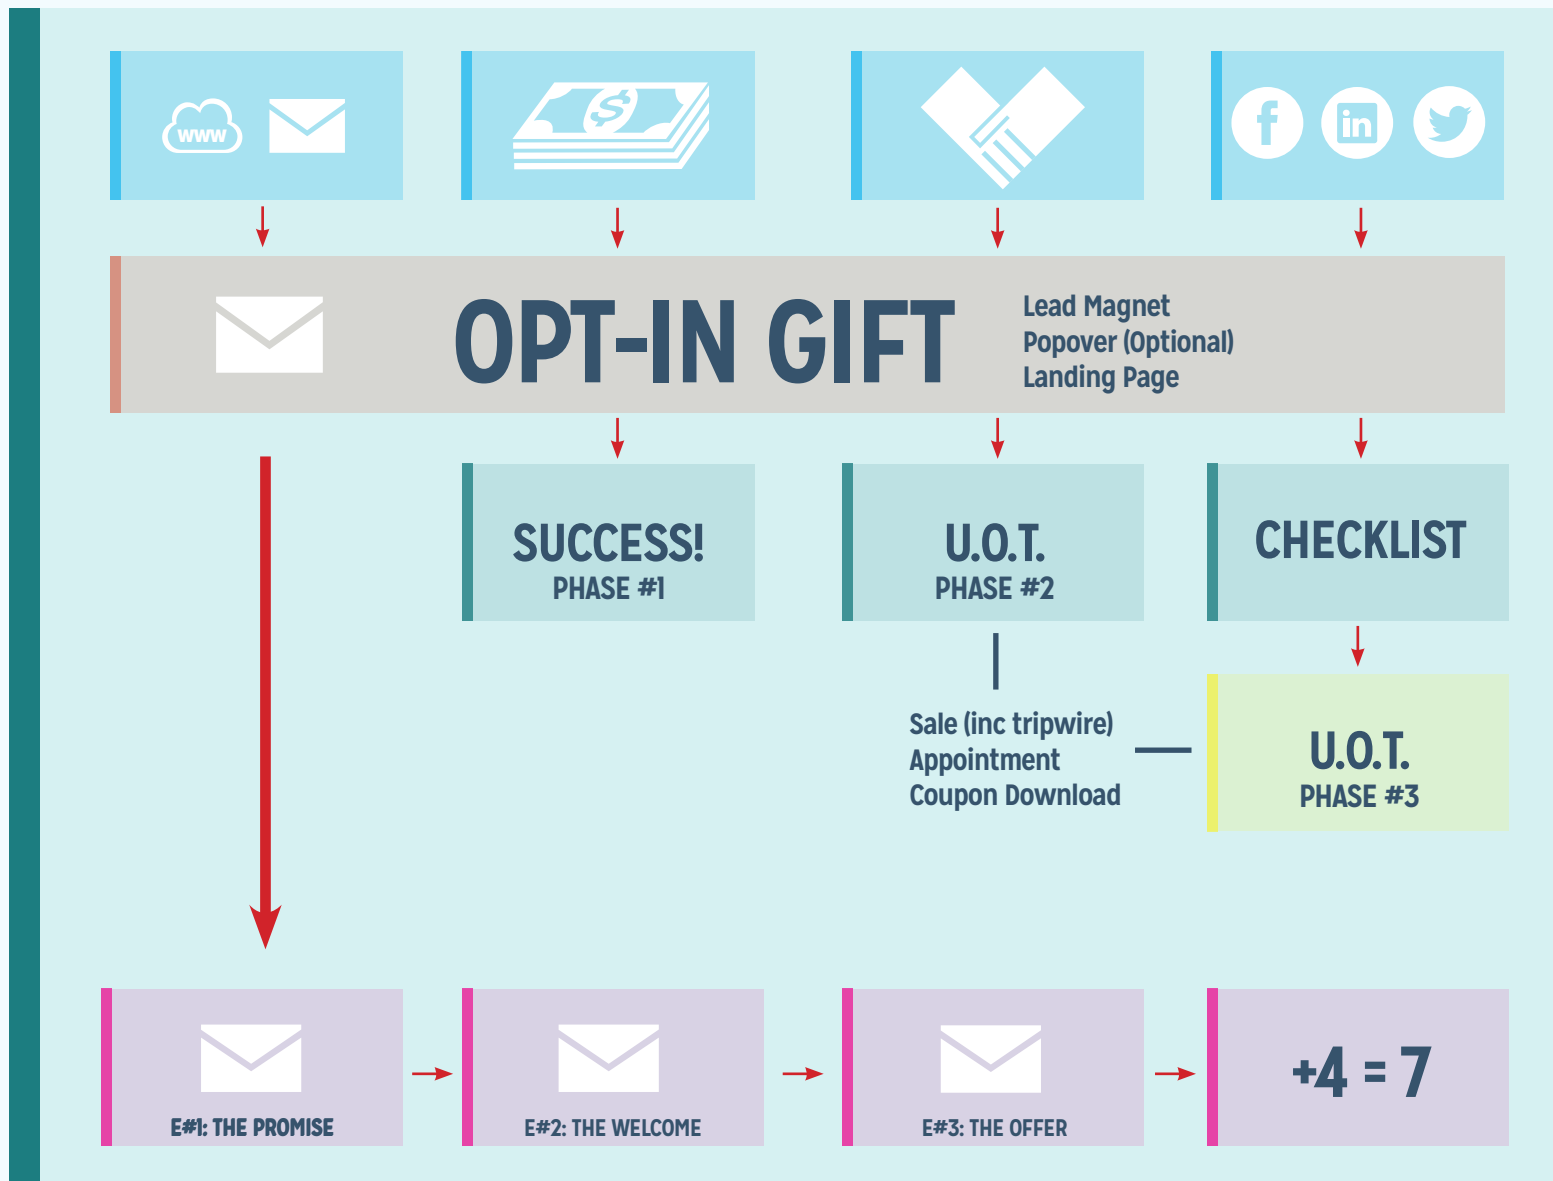 www
$
f
in
OPT-IN GIFT
Lead Magnet
Popover (Optional)
Landing Page
SUCCESS!
PHASE #1
U.O.T.
PHASE #2
CHECKLIST
Sale (inc tripwire)
Appointment
Coupon Download
U.O.T.
PHASE #3
E#1: THE PROMISE
E#2: THE WELCOME
E#3: THE OFFER
+4 = 7